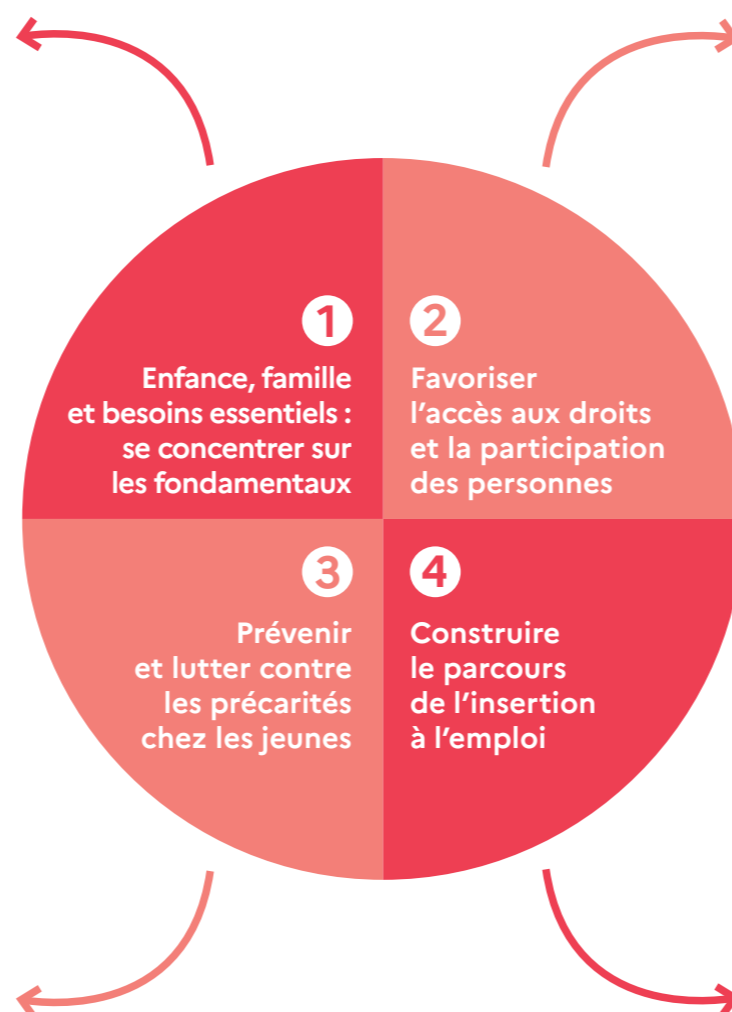 1
Enfance, famille
et besoins essentiels :
se concentrer sur
les fondamentaux
2
Favoriser
l’accès aux droits
et la participation
des personnes
3
Prévenir
et lutter contre
les précarités
chez les jeunes
4
Construire
le parcours
de l’insertion
à l’emploi